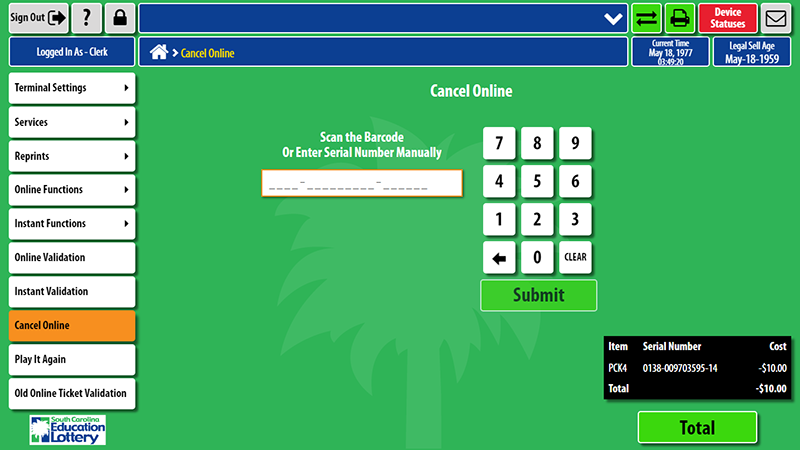 Sign Out
?
Device
Statuses
Logged In As - Clerk
> Cancel Online
Current Time
May 18, 1977
03:49:20
Legal Sell Age
May-18-1959
Terminal Settings
Services
Reprints
Online Functions
Instant Functions
Online Validation
Instant Validation
Cancel Online
Play It Again
Old Online Ticket Validation
South Carolina
Education
Lottery
Cancel Online
Scan the Barcode
Or Enter Serial Number Manually
____-_________-______
7 8 9
4 5 6
1 2 3
0 CLEAR
Submit
Item Serial Number Cost
PCK4 0138-009703595-14 -$10.00
Total -$10.00
Total